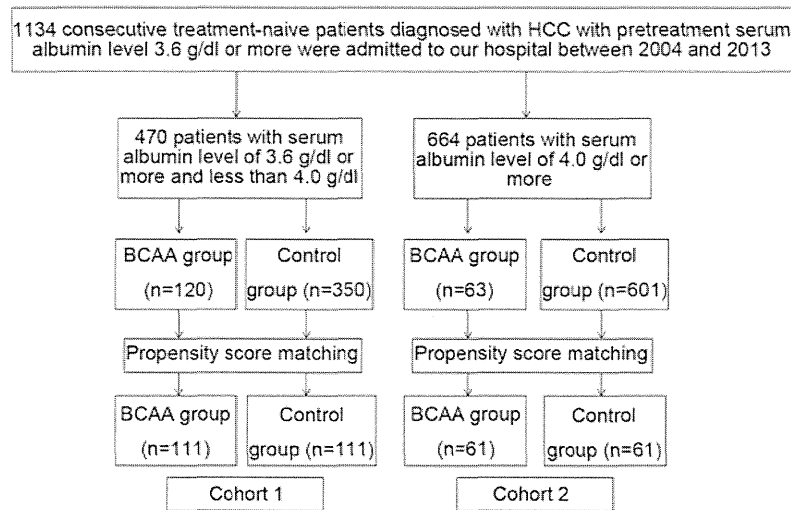 1134 consecutive treatment-naive patients diagnosed with HCC with pretreatment serum
albumin level 3.6 g/dl or more were admitted to our hospital between 2004 and 2013
470 patients with serum
albumin level of 3.6 g/dl or
more and less than 4.0 g/dl
664 patients with serum
albumin level of 4.0 g/dl or
more
BCAA group
(n=120)
Control
group (n=350)
BCAA group
(n=63)
Control
group (n=601)
Propensity score matching
Propensity score matching
BCAA group
(n=111)
Control
group (n=111)
BCAA group
(n=61)
Control
group (n=61)
Cohort 1
Cohort 2